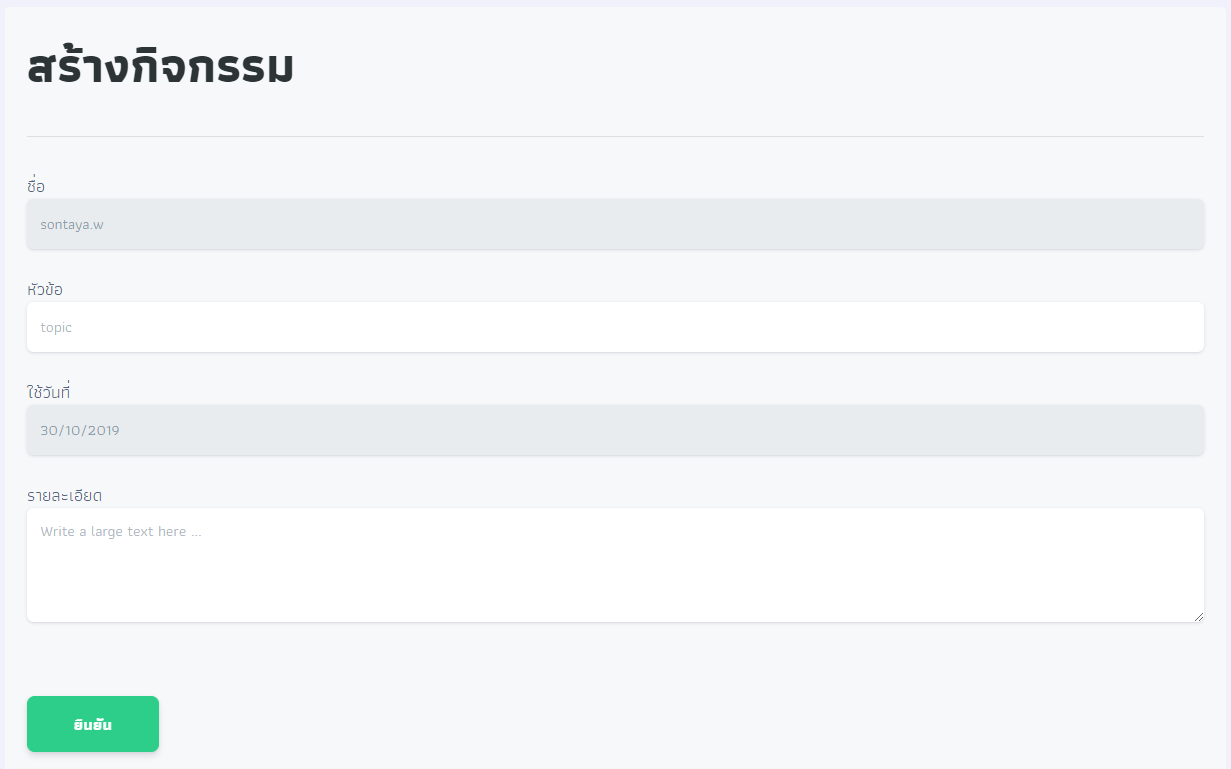 สร้างกิจกรรม
ชื่อ
sontaya.w
หัวข้อ
topic
ใช้วันที่
30/10/2019
รายละเอียด
Write a large text here ...
ยินยัน